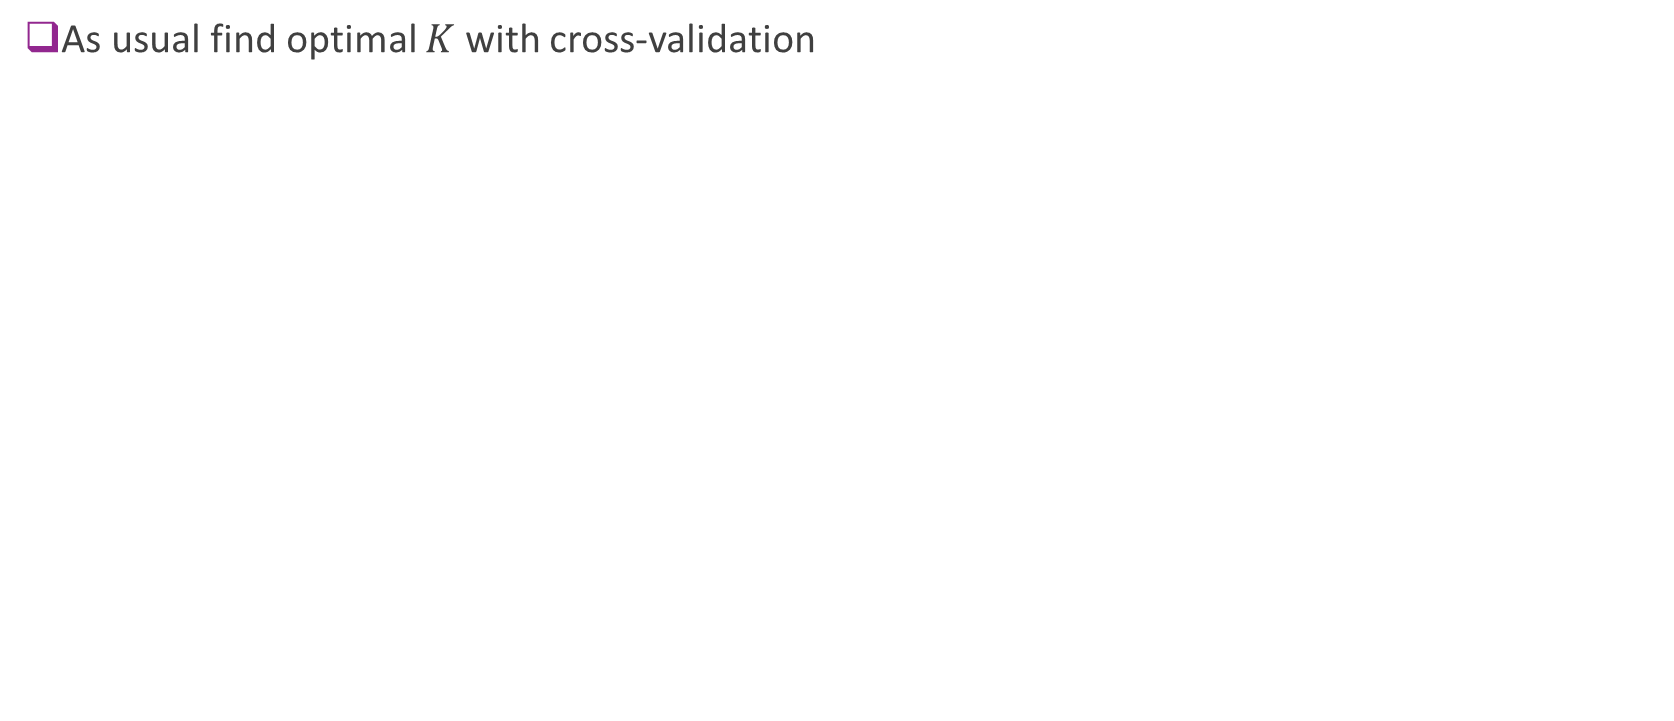 ❑As usual find optimal K with cross-validation